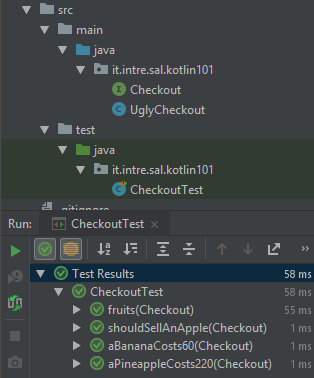 src
main
java
it.intre.sal.kotlin101
Checkout
UglyCheckout
test
java
it.intre.sal.kotlin101
CheckoutTest
.gitignore
Run: CheckoutTest
Test Results 58 ms
CheckoutTest 58 ms
fruits(Checkout) 55 ms
shouldSellAnApple(Checkout) 1 ms
aBananaCosts60(Checkout) 1 ms
aPineappleCosts220(Checkout) 1 ms